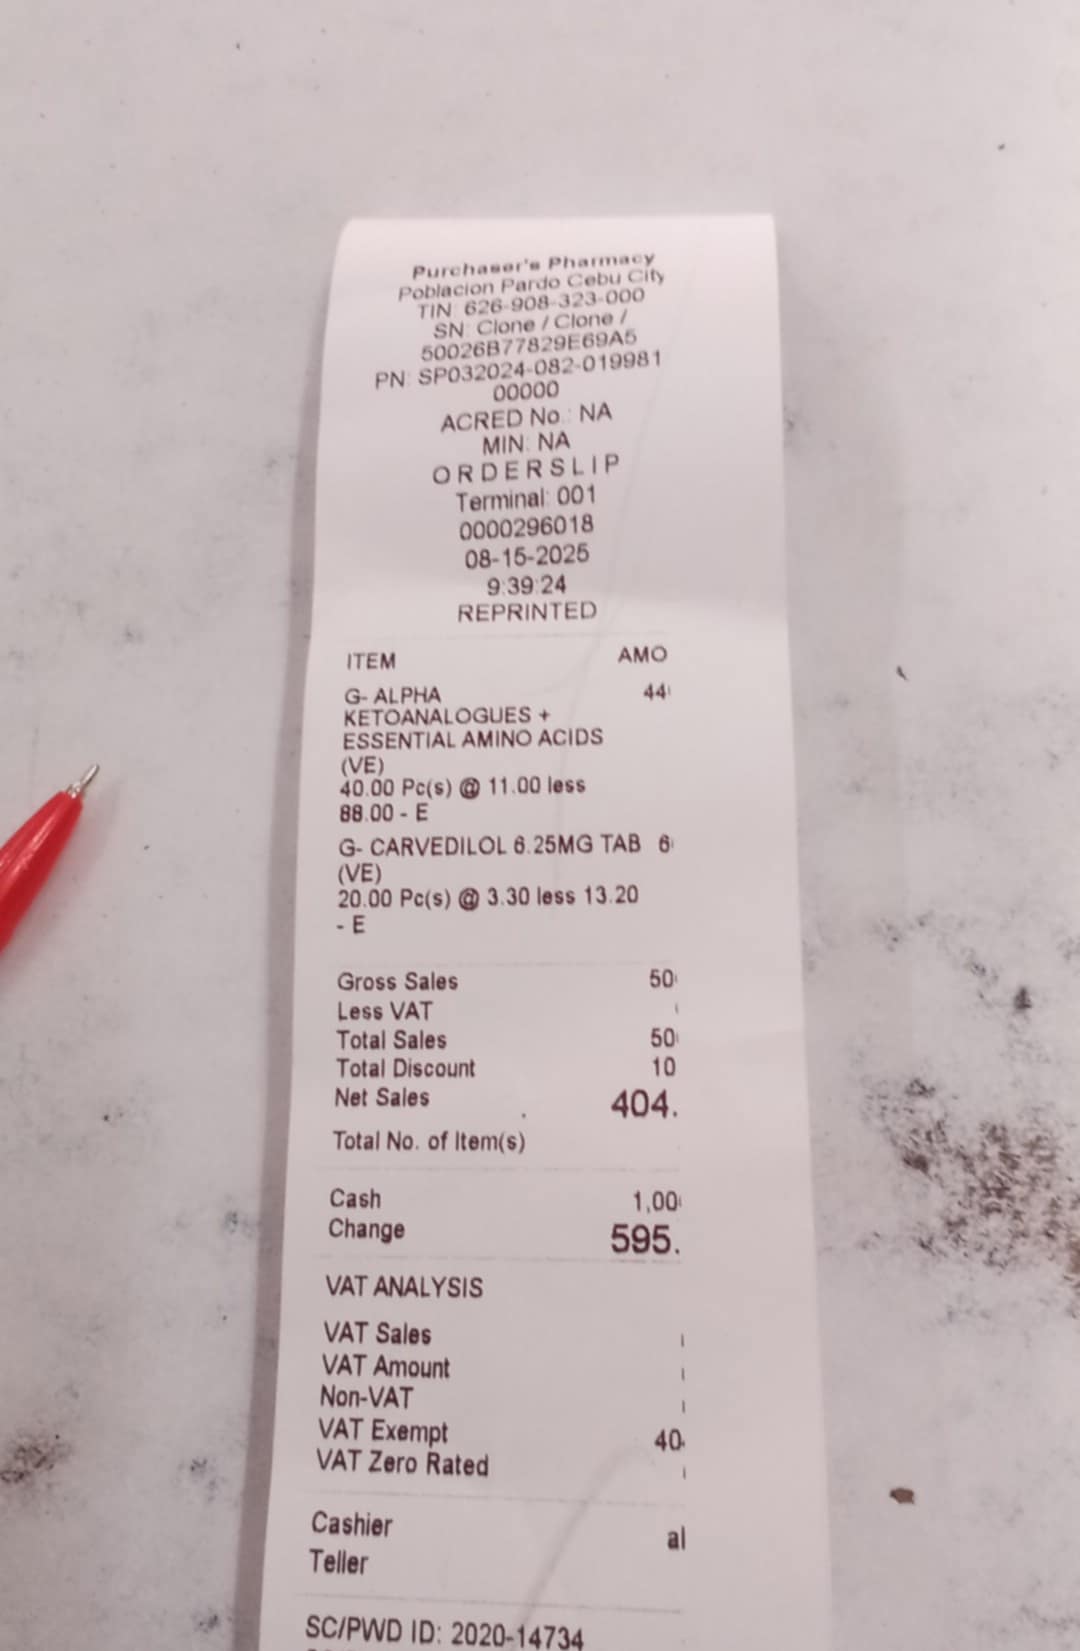 Purchaser's Pharmacy
Poblacion Pardo Cebu City
TIN: 626-908-323-000
SN: Clone / Clone /
50026B77829E69A5
PN: SP032024-082-019981
00000
ACRED No.: NA
MIN: NA
ORDERSLIP
Terminal: 001
0000296018
08-15-2025
9:39:24
REPRINTED
ITEM AMO
G- ALPHA 44
KETOANALOGUES +
ESSENTIAL AMINO ACIDS
(VE)
40.00 Pc(s) @ 11.00 less
88.00 - E
G- CARVEDILOL 6.25MG TAB 6
(VE)
20.00 Pc(s) @ 3.30 less 13.20
- E
Gross Sales 50
Less VAT
Total Sales 50
Total Discount 10
Net Sales 404.
Total No. of Item(s)
Cash 1,00
Change 595.
VAT ANALYSIS
VAT Sales
VAT Amount
Non-VAT
VAT Exempt 40
VAT Zero Rated
Cashier al
Teller
SC/PWD ID: 2020-14734